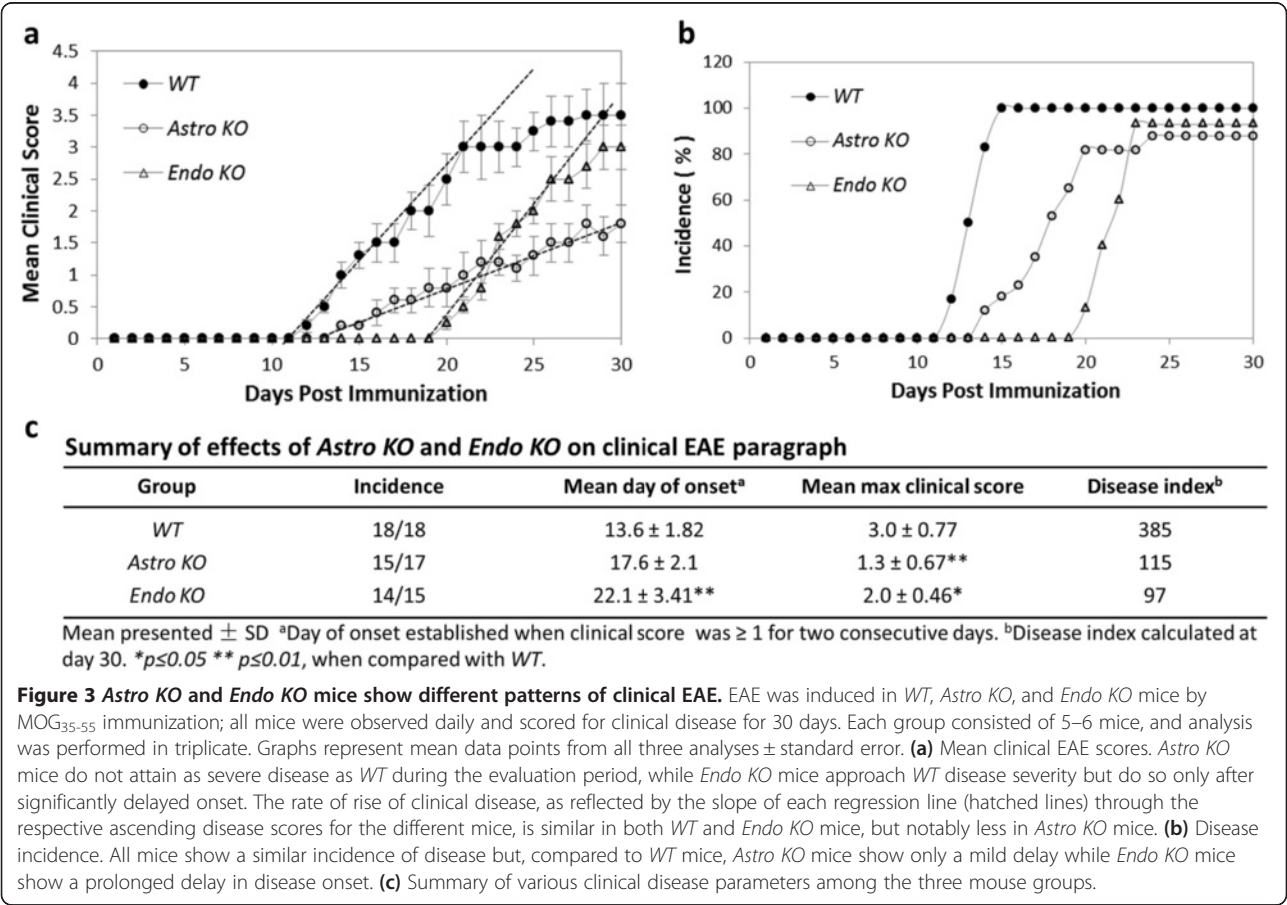 a
4.5
4
3.5
3
2.5
2
1.5
1
0.5
0
Mean Clinical Score
WT
Astro KO
Endo KO
0 5 10 15 20 25 30
Days Post Immunization
b
120
100
80
60
40
20
0
Incidence ( % )
WT
Astro KO
Endo KO
0 5 10 15 20 25 30
Days Post Immunization
c
Summary of effects of Astro KO and Endo KO on clinical EAE paragraph
Group Incidence Mean day of onsetᵃ Mean max clinical score Disease indexᵇ
WT 18/18 13.6 ± 1.82 3.0 ± 0.77 385
Astro KO 15/17 17.6 ± 2.1 1.3 ± 0.67** 115
Endo KO 14/15 22.1 ± 3.41** 2.0 ± 0.46* 97
Mean presented ± SD ᵃDay of onset established when clinical score was ≥ 1 for two consecutive days. ᵇDisease index calculated at
day 30. *p≤0.05 ** p≤0.01, when compared with WT.
Figure 3 Astro KO and Endo KO mice show different patterns of clinical EAE. EAE was induced in WT, Astro KO, and Endo KO mice by
MOG35-55 immunization; all mice were observed daily and scored for clinical disease for 30 days. Each group consisted of 5–6 mice, and analysis
was performed in triplicate. Graphs represent mean data points from all three analyses ± standard error. (a) Mean clinical EAE scores. Astro KO
mice do not attain as severe disease as WT during the evaluation period, while Endo KO mice approach WT disease severity but do so only after
significantly delayed onset. The rate of rise of clinical disease, as reflected by the slope of each regression line (hatched lines) through the
respective ascending disease scores for the different mice, is similar in both WT and Endo KO mice, but notably less in Astro KO mice. (b) Disease
incidence. All mice show a similar incidence of disease but, compared to WT mice, Astro KO mice show only a mild delay while Endo KO mice
show a prolonged delay in disease onset. (c) Summary of various clinical disease parameters among the three mouse groups.